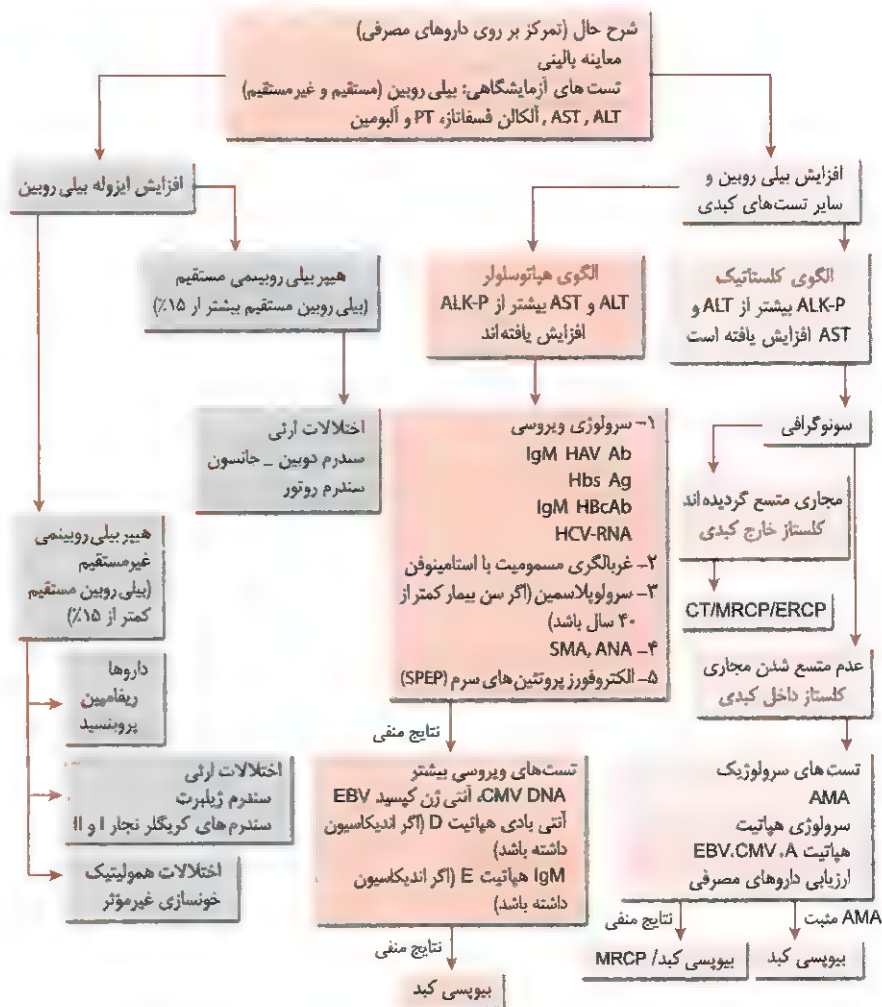 شرح حال (تمرکز بر روی داروهای مصرفی)
معاینه بالینی
تست های آزمایشگاهی: بیلی روبین (مستقیم و غیرمستقیم)
ALT , AST , آلکالن فسفاتاز، PT و آلبومین
افزایش بیلی روبین و
سایر تست‌های کبدی
الگوی کلستاتیک
ALK-P بیشتر از ALT و
AST افزایش یافته است
سونوگرافی
مجاری متسع گردیده‌اند
کلستاز خارج کبدی
CT/MRCP/ERCP
عدم متسع شدن مجاری
کلستاز داخل کبدی
تست های سرولوژیک
AMA
سرولوژی هپاتیت
هپاتیت A، EBV،CMV
ارزیابی داروهای مصرفی
AMA مثبت
بیوپسی کبد
نتایج منفی
بیوپسی کبد/ MRCP
الگوی هپاتوسلولر
ALT و AST بیشتر از ALK-P
افزایش یافته‌اند
۱- سرولوژی ویروسی
IgM HAV Ab
Hbs Ag
IgM HBcAb
HCV-RNA
۲- غربالگری مسمومیت با استامینوفن
۳- سرولوپلاسمین (اگر سن بیمار کمتر از
۴۰ سال باشد)
۴- SMA, ANA
۵- الکتروفورز پروتئین های سرم (SPEP)
نتایج منفی
تست‌های ویروسی بیشتر
CMV DNA، آنتی ژن کپسید EBV
آنتی بادی هپاتیت D (اگر اندیکاسیون
داشته باشد)
IgM هپاتیت E (اگر اندیکاسیون
داشته باشد)
نتایج منفی
بیوپسی کبد
افزایش ایزوله بیلی روبین
هیپر بیلی روبینمی مستقیم
(بیلی روبین مستقیم بیشتر از ۱۵٪)
اختلالات ارثی
سندرم دوبین _ جانسون
سندرم روتور
هیپر بیلی روبینمی
غیرمستقیم
(بیلی روبین مستقیم
کمتر از ۱۵٪)
داروها
ریفامپین
پروبنسید
اختلالات ارثی
سندرم ژیلبرت
سندرم‌های کریگلر نجار I و II
اختلالات همولیتیک
خونسازی غیرمؤثر